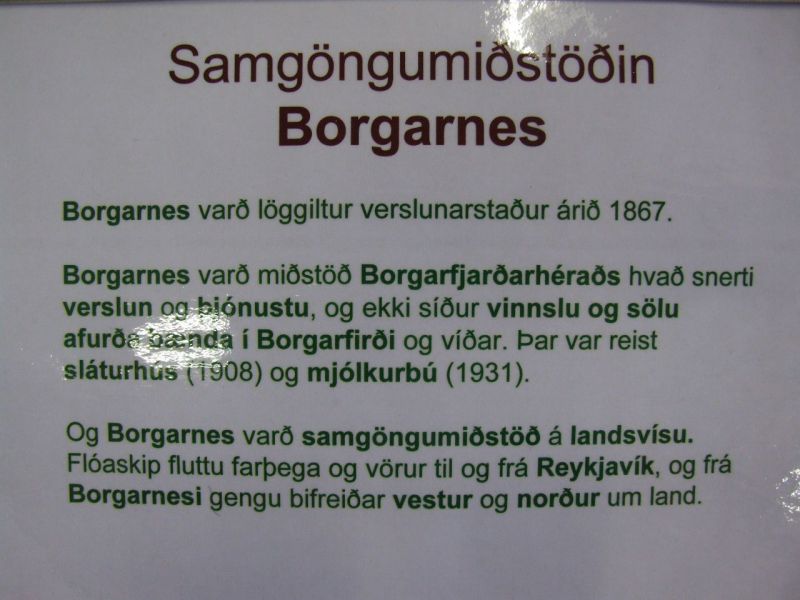 Samgöngumiðstöðin
Borgarnes
Borgarnes varð löggiltur verslunarstaður árið 1867.
Borgarnes varð miðstöð Borgarfjarðarhéraðs hvað snerti
verslun og þjónustu, og ekki síður vinnslu og sölu
afurða bænda í Borgarfirði og víðar. Þar var reist
sláturhús (1908) og mjólkurbú (1931).
Og Borgarnes varð samgöngumiðstöð á landsvísu.
Flóaskip fluttu farþega og vörur til og frá Reykjavík, og frá
Borgarnesi gengu bifreiðar vestur og norður um land.